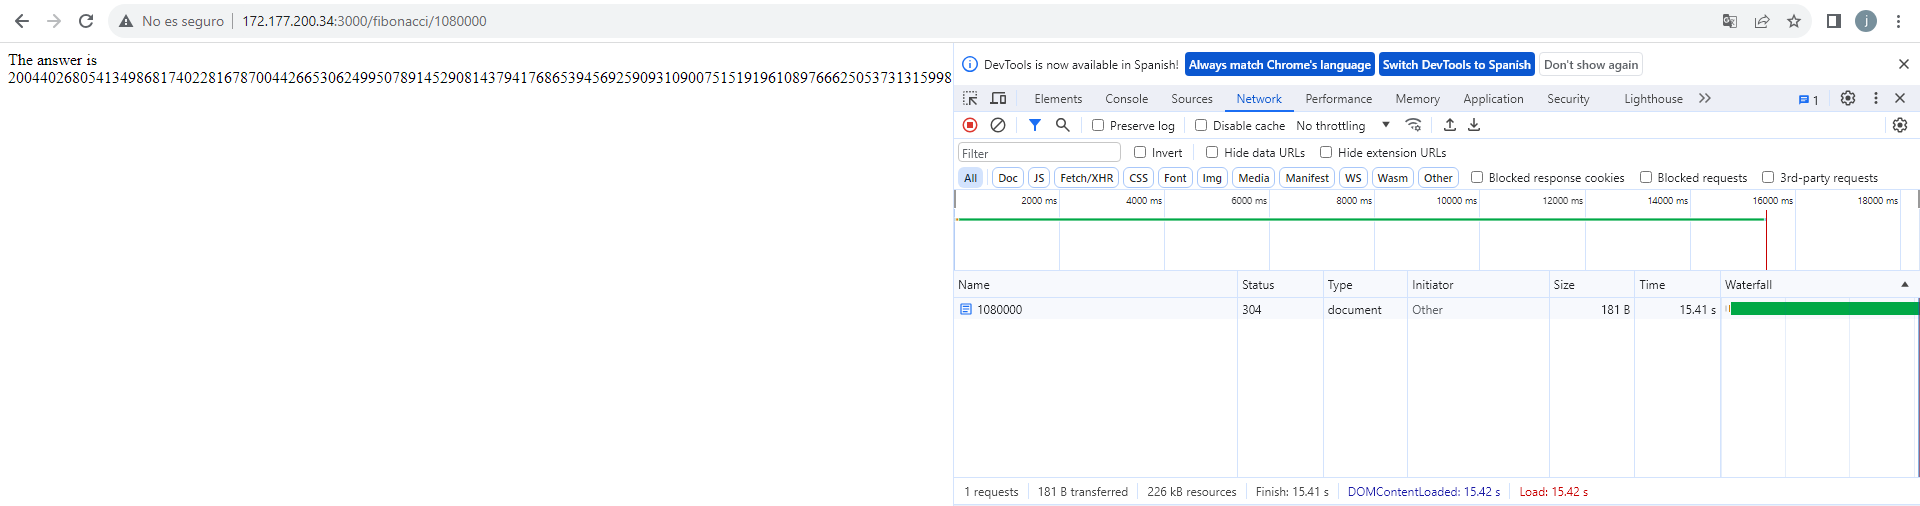 No es seguro 172.177.200.34:3000/fibonacci/1080000 j
The answer is
DevTools is now available in Spanish! Always match Chrome's language Switch DevTools to Spanish Don't show again
Elements Console Sources Network Performance Memory Application Security Lighthouse 1
Preserve log Disable cache No throttling
Filter Invert Hide data URLs Hide extension URLs
All Doc JS Fetch/XHR CSS Font Img Media Manifest WS Wasm Other Blocked response cookies Blocked requests 3rd-party requests
2000 ms 4000 ms 6000 ms 8000 ms 10000 ms 12000 ms 14000 ms 16000 ms 18000 ms
Name Status Type Initiator Size Time Waterfall
1080000 304 document Other 181 B 15.41 s
1 requests 181 B transferred 226 kB resources Finish: 15.41 s DOMContentLoaded: 15.42 s Load: 15.42 s